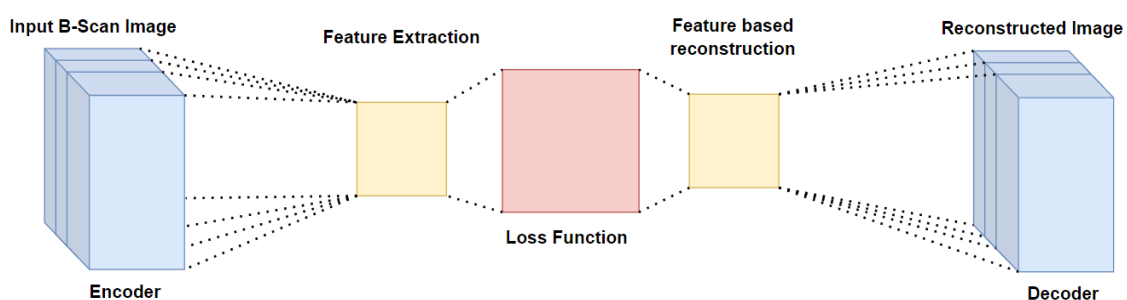 Input B-Scan Image
Feature Extraction
Feature based
reconstruction
Reconstructed Image
Loss Function
Encoder
Decoder